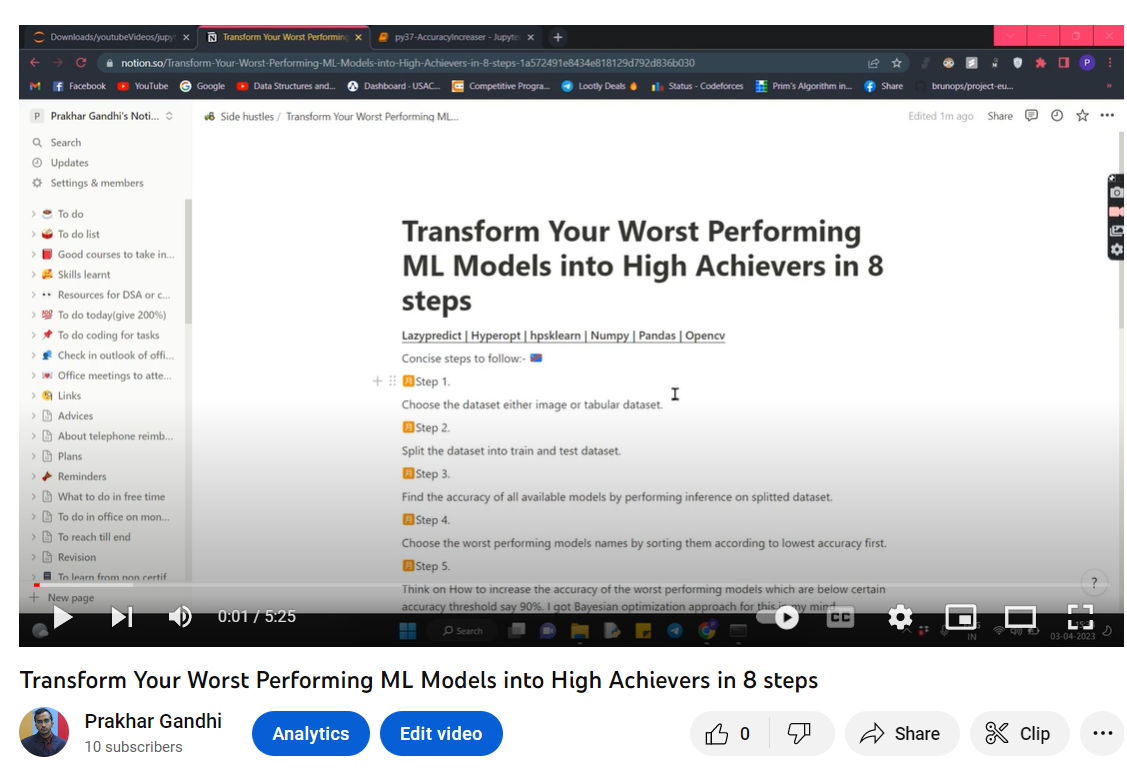 Downloads/youtubeVideos/jupyt
Transform Your Worst Performing
py37-AccuracyIncreaser - Jupyte
notion.so/Transform-Your-Worst-Performing-ML-Models-into-High-Achievers-in-8-steps-1a572491e8434e818129d792d836b030
Facebook
YouTube
Google
Data Structures and...
Dashboard - USAC...
Competitive Progra...
Lootly Deals
Status - Codeforces
Prim's Algorithm in...
Share
brunops/project-eu...
P Prakhar Gandhi's Noti...
Side hustles / Transform Your Worst Performing ML...
Edited 1m ago
Share
Search
Updates
Settings & members
To do
To do list
Good courses to take in...
Skills learnt
Resources for DSA or c...
To do today(give 200%)
To do coding for tasks
Check in outlook of offi...
Office meetings to atte...
Links
Advices
About telephone reimb...
Plans
Reminders
What to do in free time
To do in office on mon...
To reach till end
Revision
To learn from non certif
New page
Transform Your Worst Performing
ML Models into High Achievers in 8
steps
Lazypredict | Hyperopt | hpsklearn | Numpy | Pandas | Opencv
Concise steps to follow:-
Step 1.
Choose the dataset either image or tabular dataset.
Step 2.
Split the dataset into train and test dataset.
Step 3.
Find the accuracy of all available models by performing inference on splitted dataset.
Step 4.
Choose the worst performing models names by sorting them according to lowest accuracy first.
Step 5.
Think on How to increase the accuracy of the worst performing models which are below certain
accuracy threshold say 90%. I got Bayesian optimization approach for this in my mind
?
0:01 / 5:25
CC
Search
IN
03-04-2023
Transform Your Worst Performing ML Models into High Achievers in 8 steps
Prakhar Gandhi
10 subscribers
Analytics
Edit video
0
Share
Clip